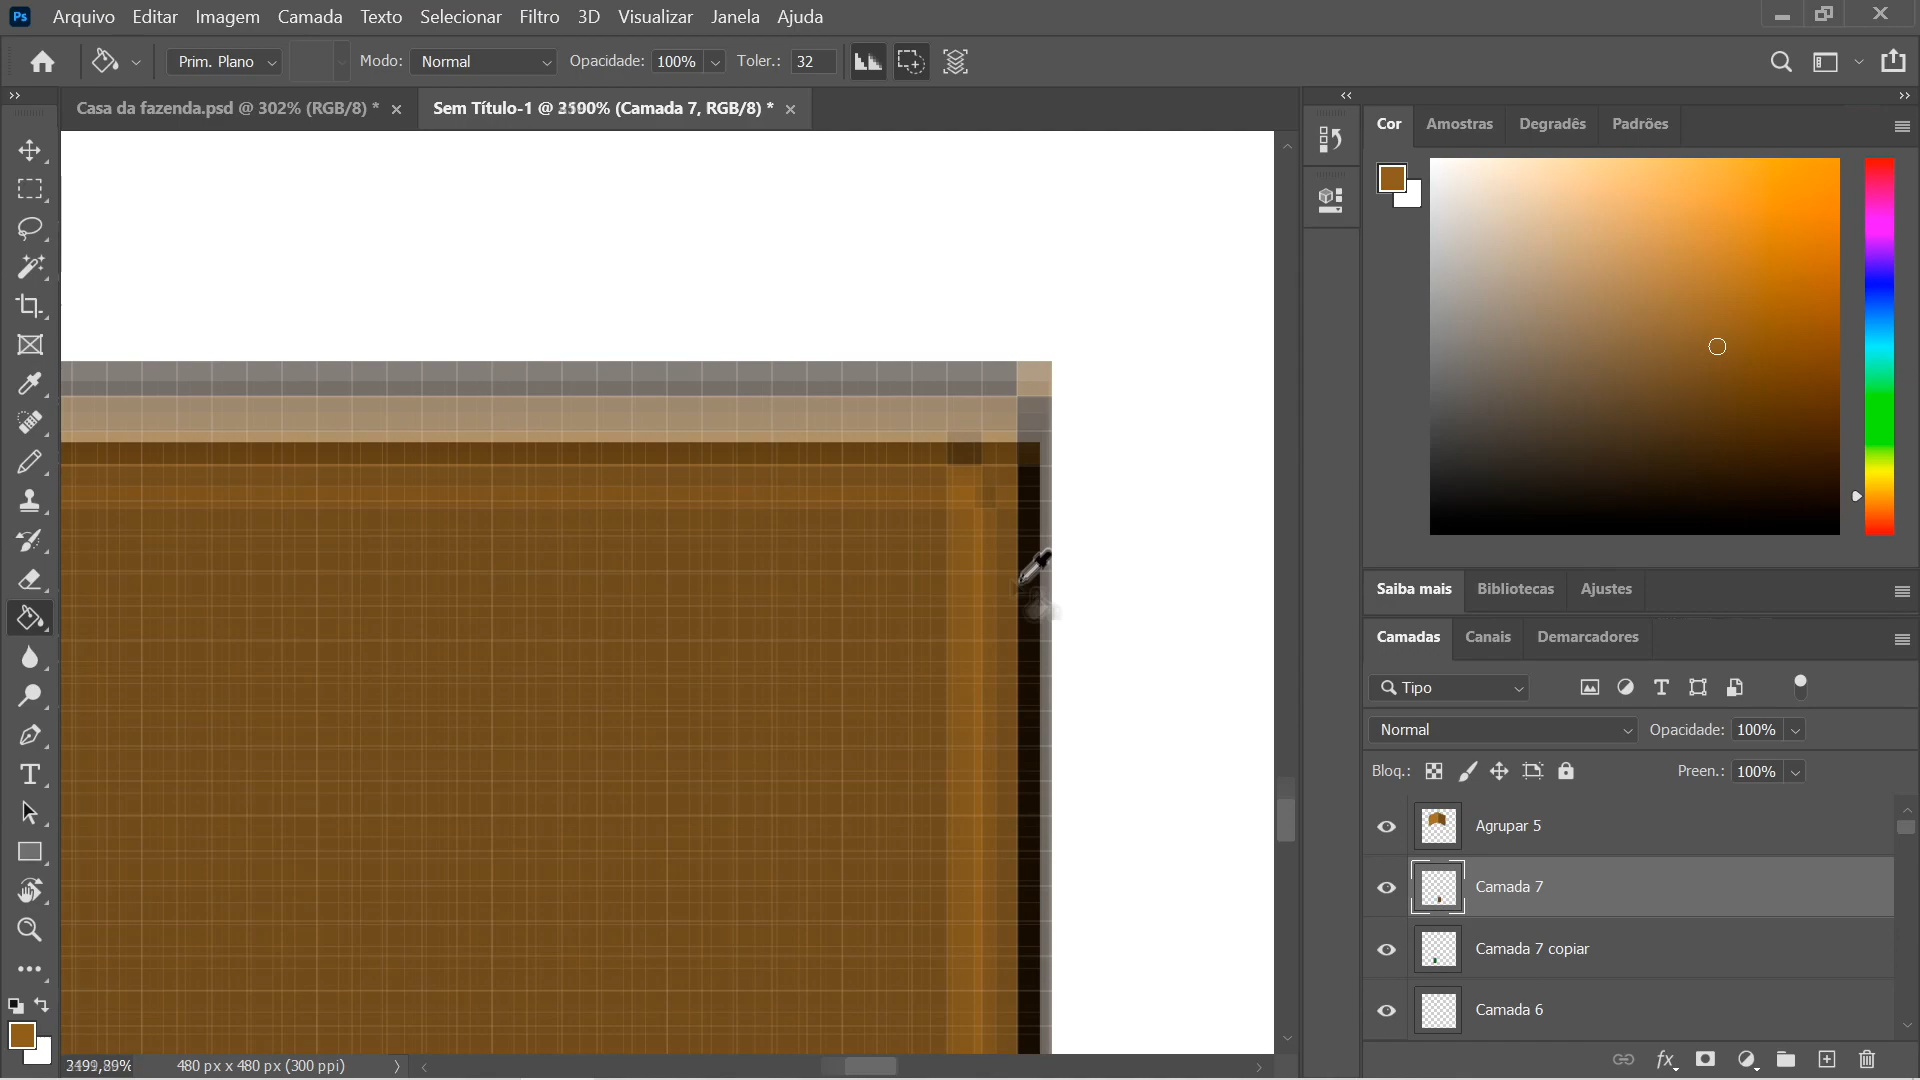 Ps Arquivo Editar Imagem Camada Texto Selecionar Filtro 3D Visualizar Janela Ajuda
Prim. Plano Modo: Normal Opacidade: 100% Toler.: 32
Casa da fazenda.psd @ 302% (RGB/8) * Sem Título-1 @ (Camada 7, RGB/8) *
Cor Amostras Degradês Padrões
Saiba mais Bibliotecas Ajustes
Camadas Canais Demarcadores
Tipo
Normal Opacidade: 100%
Bloq.: Preen.: 100%
Agrupar 5
Camada 7
Camada 7 copiar
Camada 6
480 px x 480 px (300 ppi)
fx